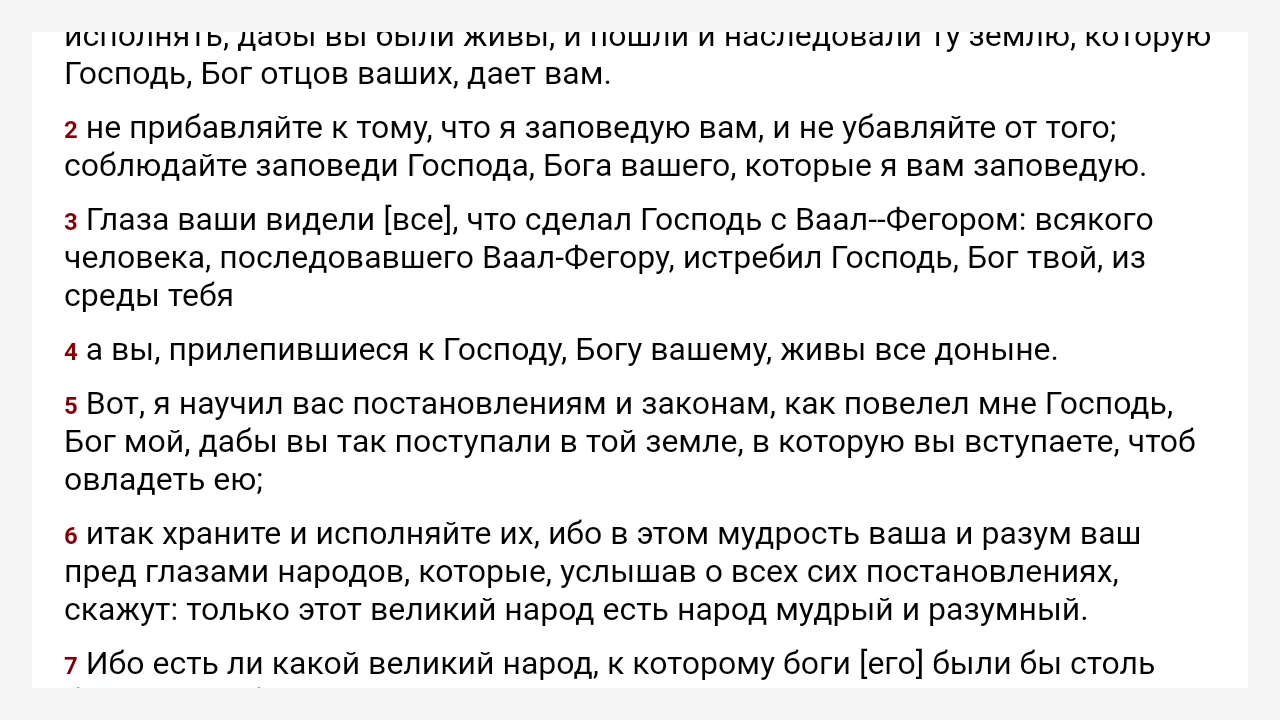 исполнять, дабы вы были живы, и пошли и наследовали ту землю, которую
Господь, Бог отцов ваших, дает вам.
2 не прибавляйте к тому, что я заповедую вам, и не убавляйте от того;
соблюдайте заповеди Господа, Бога вашего, которые я вам заповедую.
3 Глаза ваши видели [все], что сделал Господь с Ваал--Фегором: всякого
человека, последовавшего Ваал-Фегору, истребил Господь, Бог твой, из
среды тебя
4 а вы, прилепившиеся к Господу, Богу вашему, живы все доныне.
5 Вот, я научил вас постановлениям и законам, как повелел мне Господь,
Бог мой, дабы вы так поступали в той земле, в которую вы вступаете, чтоб
овладеть ею;
6 итак храните и исполняйте их, ибо в этом мудрость ваша и разум ваш
пред глазами народов, которые, услышав о всех сих постановлениях,
скажут: только этот великий народ есть народ мудрый и разумный.
7 Ибо есть ли какой великий народ, к которому боги [его] были бы столь